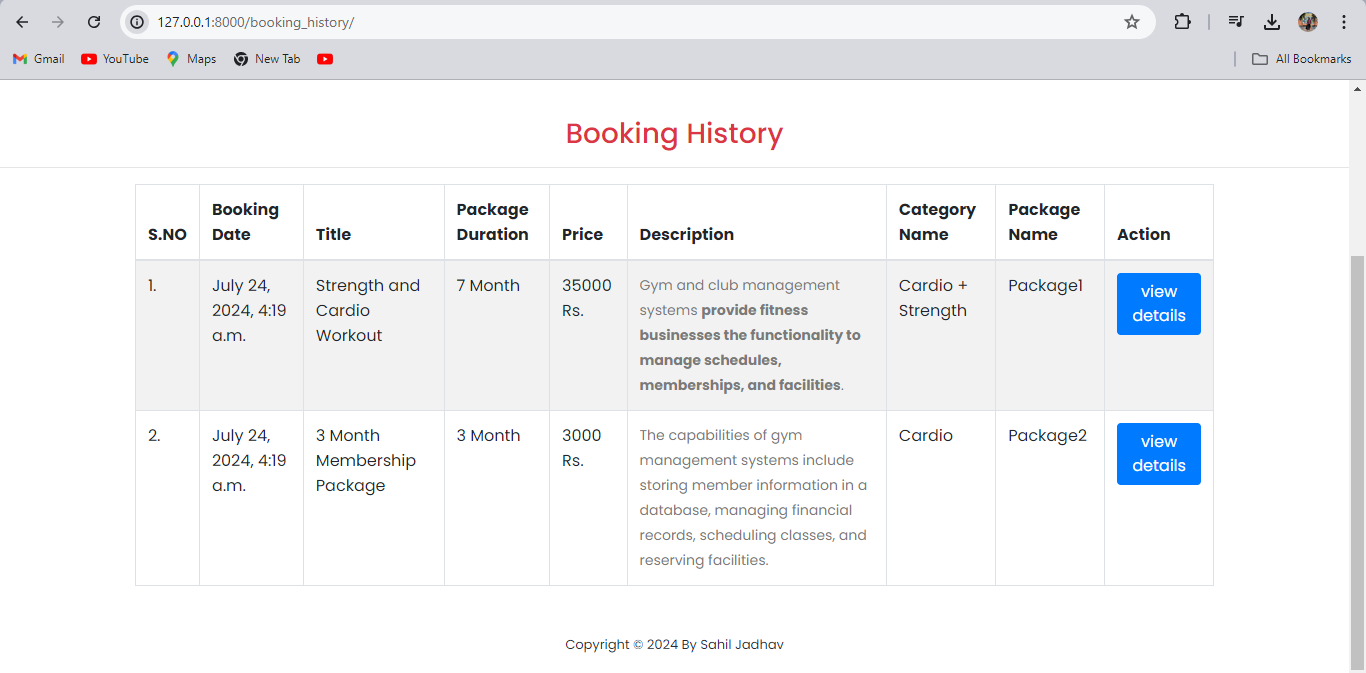 127.0.0.1:8000/booking_history/
Gmail YouTube Maps New Tab All Bookmarks
Booking History
S.NO Booking Date Title Package Duration Price Description Category Name Package Name Action
1. July 24, Strength and 7 Month 35000 Gym and club management Cardio + Package1 view
2024, 4:19 Cardio Rs. systems provide fitness Strength details
a.m. Workout businesses the functionality to
manage schedules,
memberships, and facilities.
2. July 24, 3 Month 3 Month 3000 The capabilities of gym Cardio Package2 view
2024, 4:19 Membership Rs. management systems include details
a.m. Package storing member information in a
database, managing financial
records, scheduling classes, and
reserving facilities.
Copyright © 2024 By Sahil Jadhav